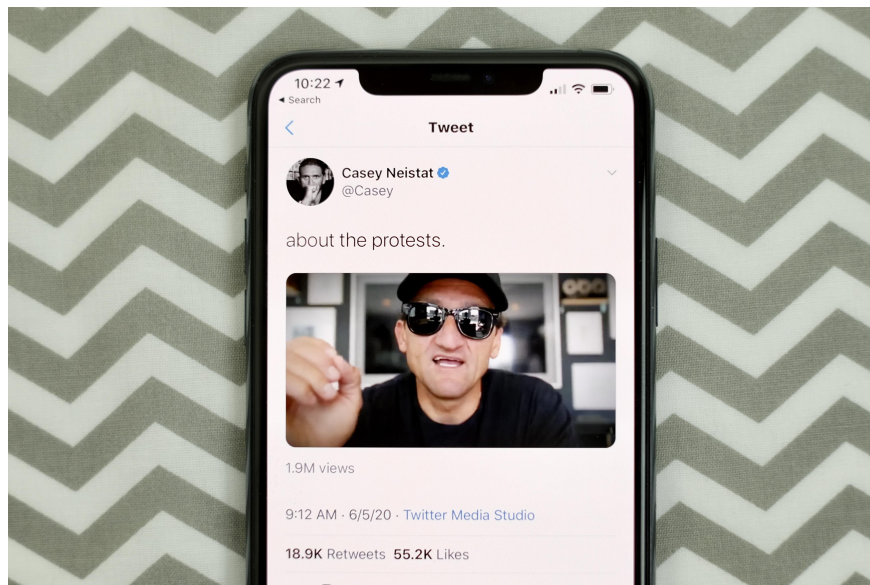 10:22
Search
Tweet
Casey Neistat
@Casey
about the protests.
1.9M views
9:12 AM · 6/5/20 · Twitter Media Studio
18.9K Retweets 55.2K Likes